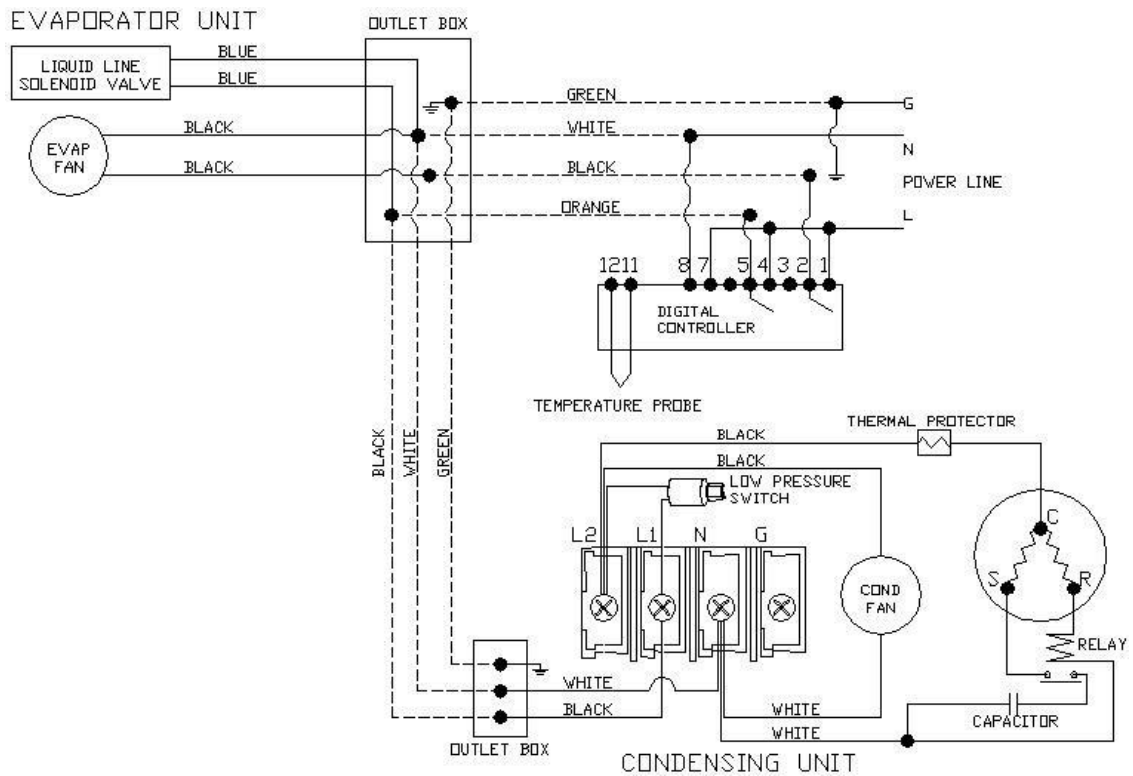 EVAPORATOR UNIT
OUTLET BOX
BLUE
LIQUID LINE
SOLENOID VALVE
BLUE
GREEN
G
BLACK
WHITE
N
EVAP
FAN
BLACK
BLACK
POWER LINE
ORANGE
L
12 11 8 7 5 4 3 2 1
DIGITAL
CONTROLLER
TEMPERATURE PROBE
BLACK
WHITE
GREEN
THERMAL PROTECTOR
BLACK
BLACK
LOW PRESSURE
SWITCH
L2 L1 N G
C
S
R
COND
FAN
RELAY
WHITE
BLACK
WHITE
CAPACITOR
WHITE
OUTLET BOX
CONDENSING UNIT